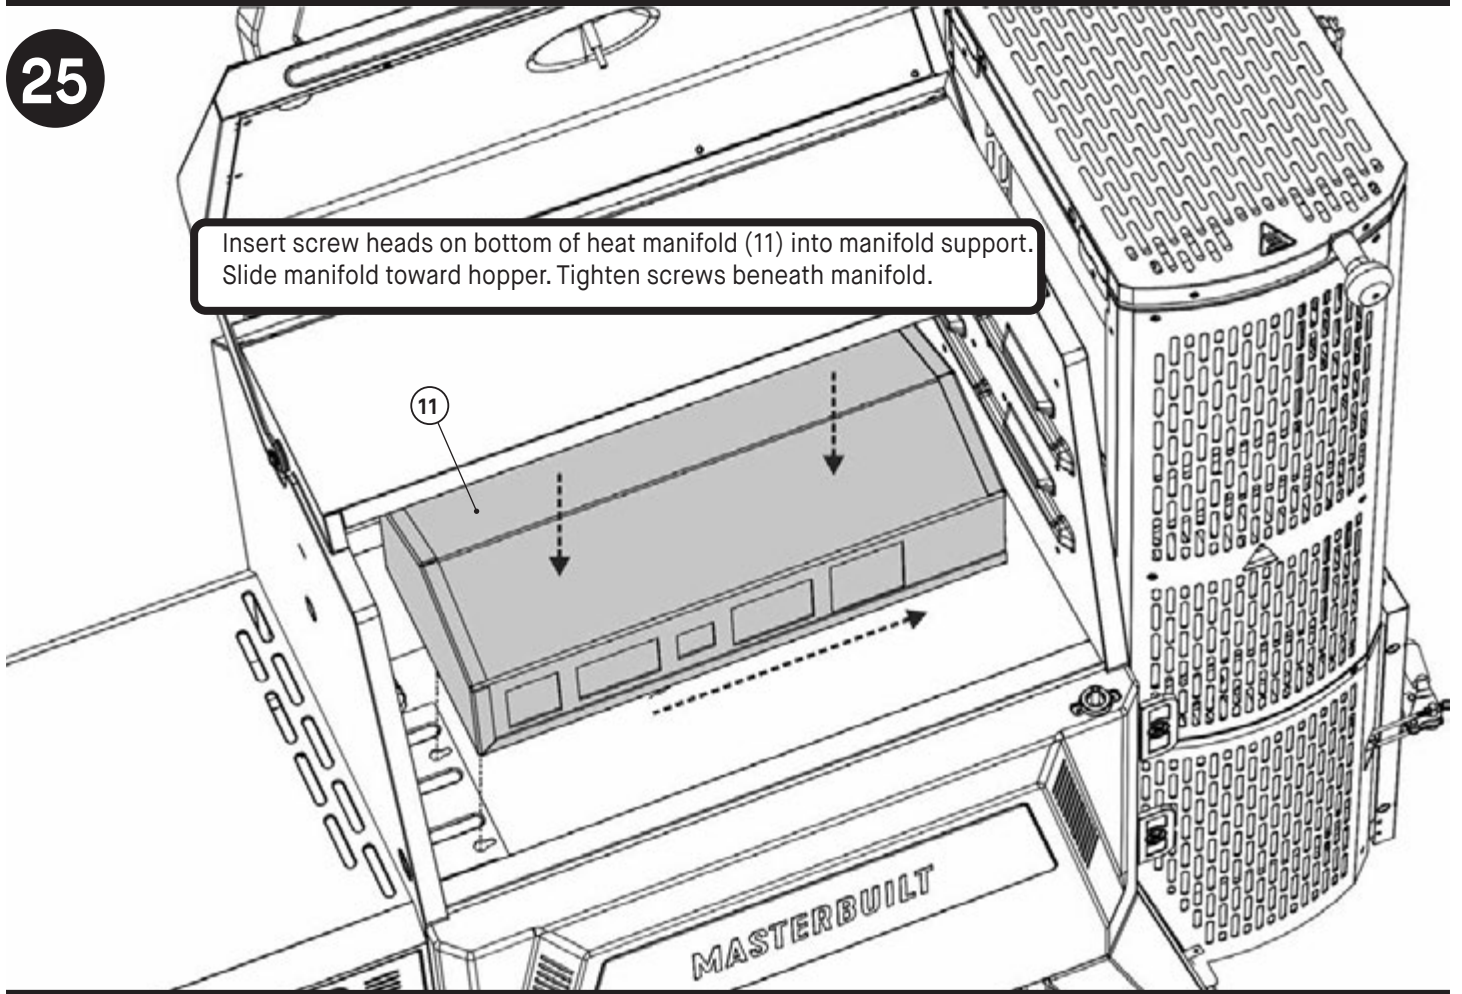 25
Insert screw heads on bottom of heat manifold (11) into manifold support.
Slide manifold toward hopper. Tighten screws beneath manifold.
11
MASTERBUILT